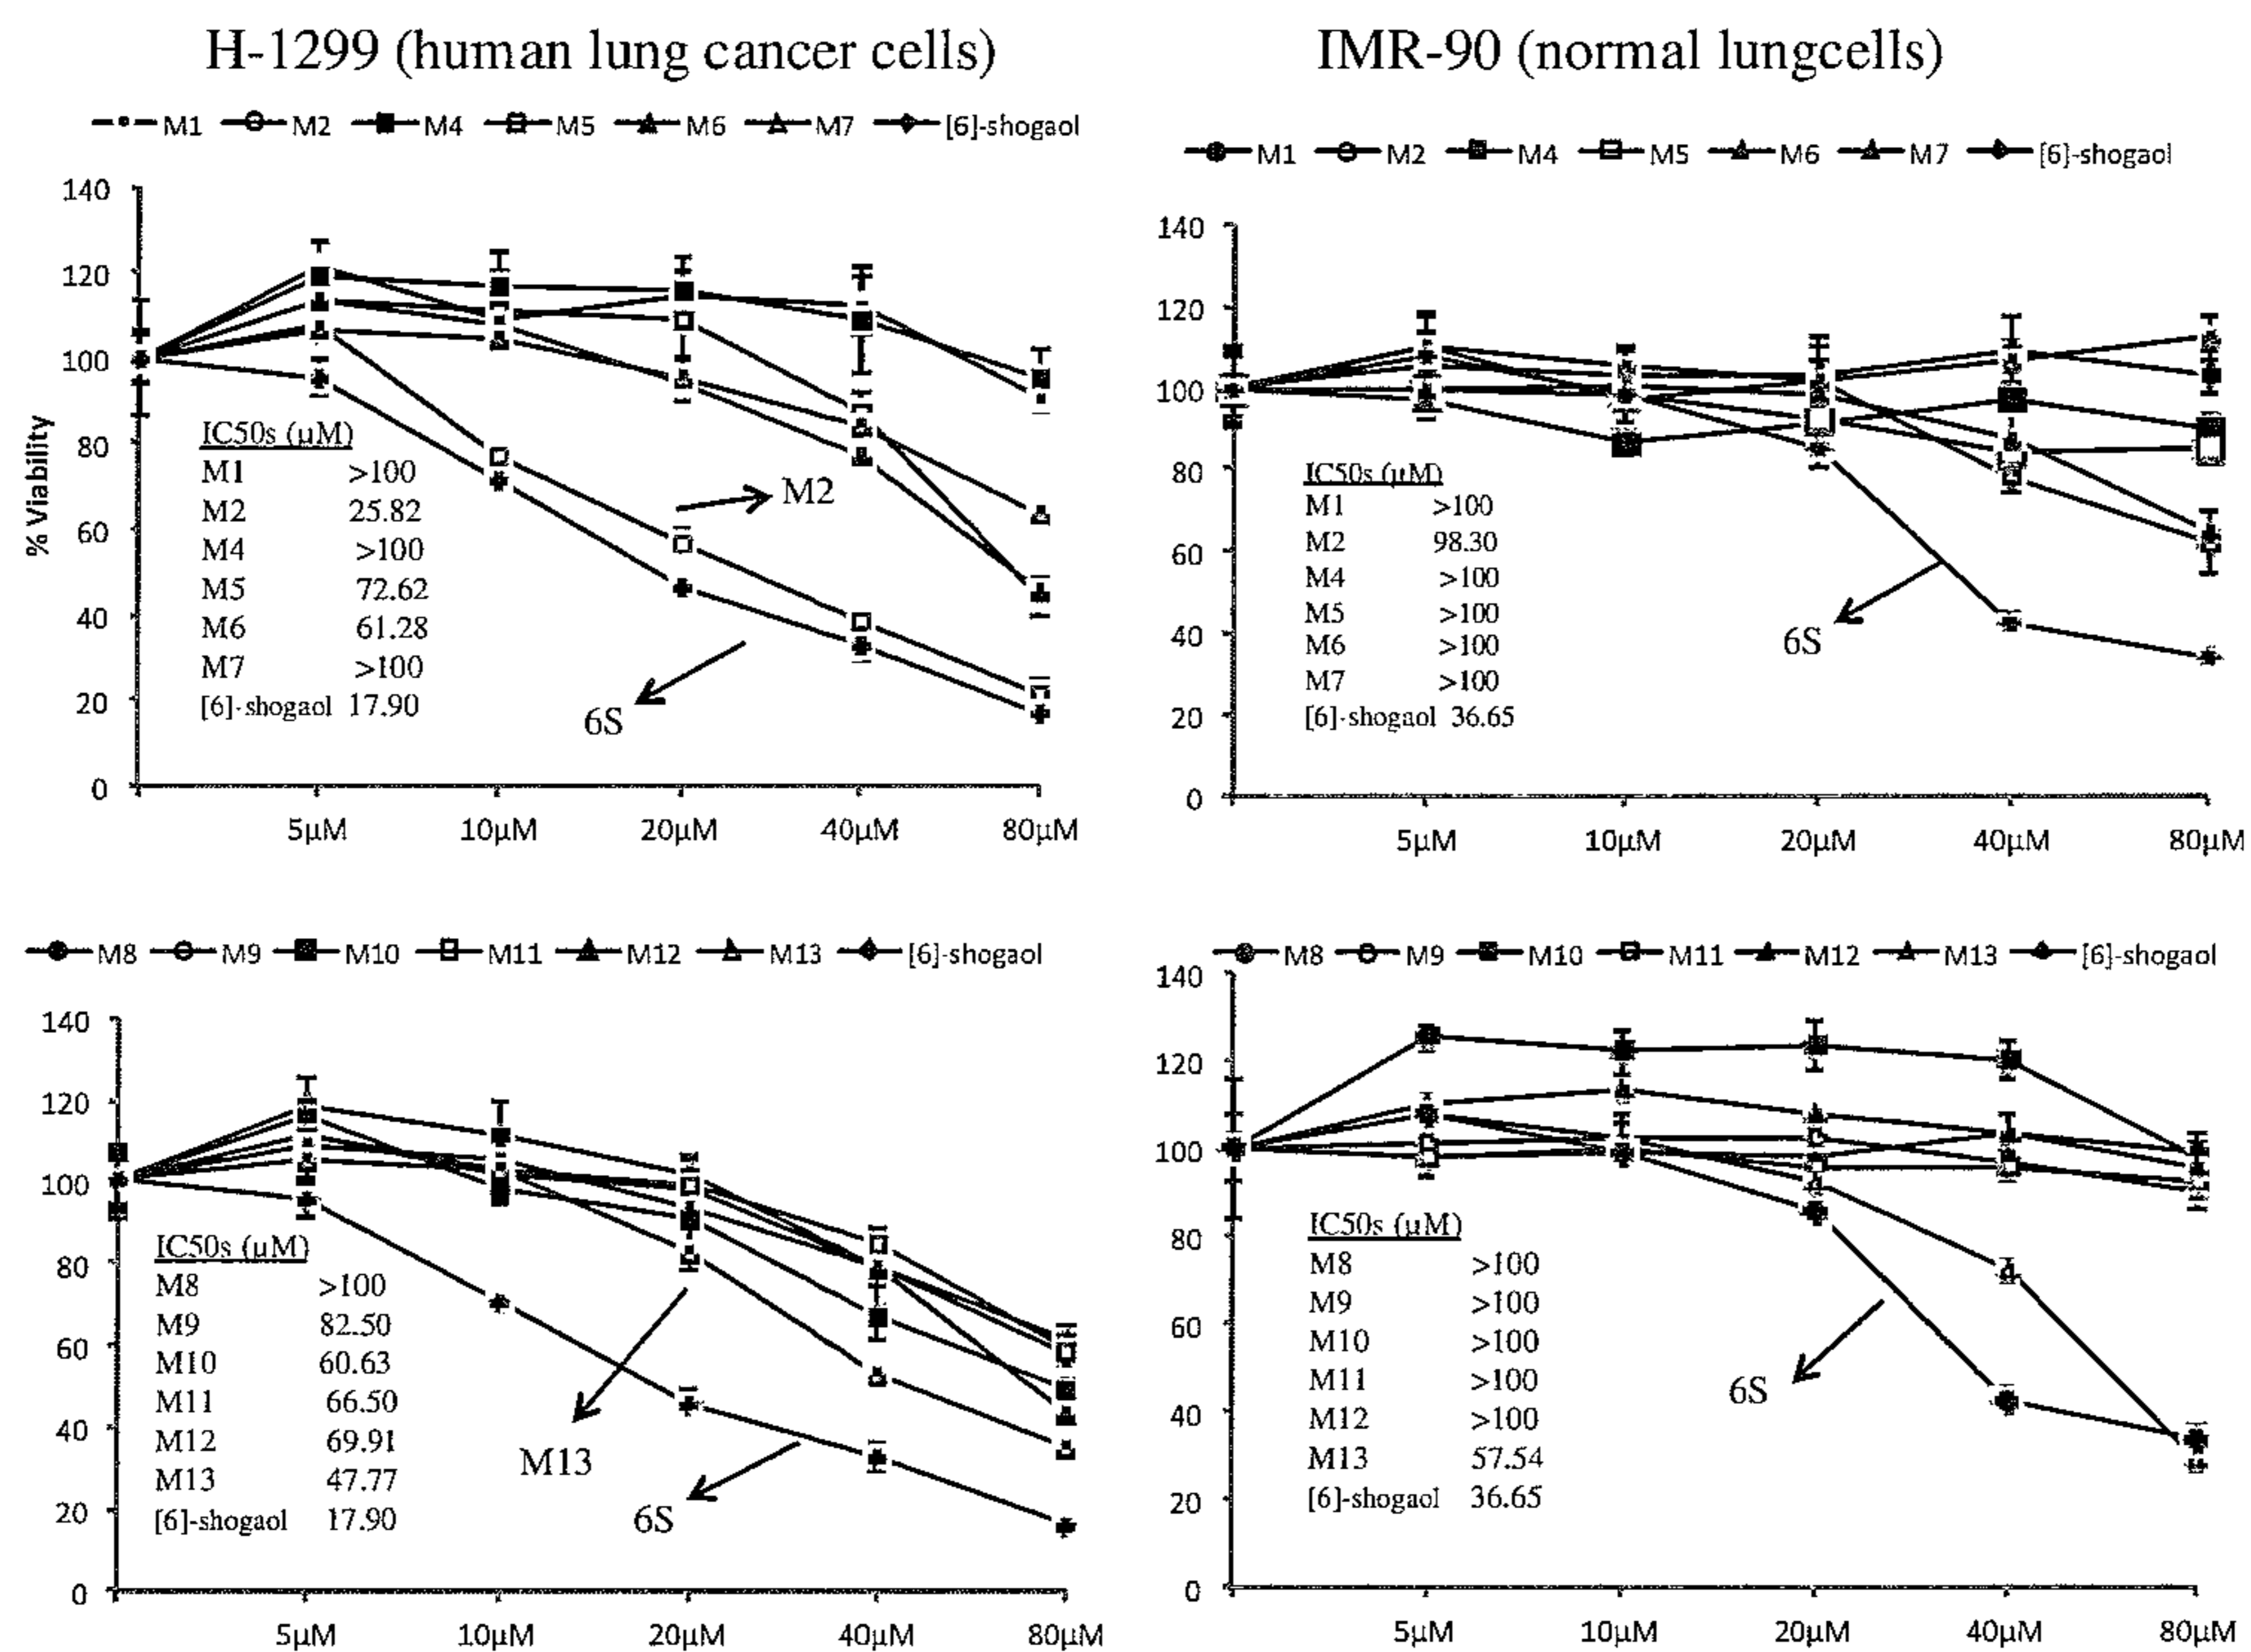 H-1299 (human lung cancer cells)
M1 M2 M4 M5 M6 M7 [6]-shogaol
% Viability
140
120
100
80
60
40
20
0
IC50s (µM)
M1 >100
M2 25.82
M4 >100
M5 72.62
M6 61.28
M7 >100
[6]-shogaol 17.90
M2
6S
5µM 10µM 20µM 40µM 80µM
IMR-90 (normal lungcells)
M1 M2 M4 M5 M6 M7 [6]-shogaol
140
120
100
80
60
40
20
0
IC50s (µM)
M1 >100
M2 98.30
M4 >100
M5 >100
M6 >100
M7 >100
[6]-shogaol 36.65
6S
5µM 10µM 20µM 40µM 80µM
M8 M9 M10 M11 M12 M13 [6]-shogaol
140
120
100
80
60
40
20
0
IC50s (µM)
M8 >100
M9 82.50
M10 60.63
M11 66.50
M12 69.91
M13 47.77
[6]-shogaol 17.90
M13
6S
5µM 10µM 20µM 40µM 80µM
M8 M9 M10 M11 M12 M13 [6]-shogaol
140
120
100
80
60
40
20
0
IC50s (µM)
M8 >100
M9 >100
M10 >100
M11 >100
M12 >100
M13 57.54
[6]-shogaol 36.65
6S
5µM 10µM 20µM 40µM 80µM